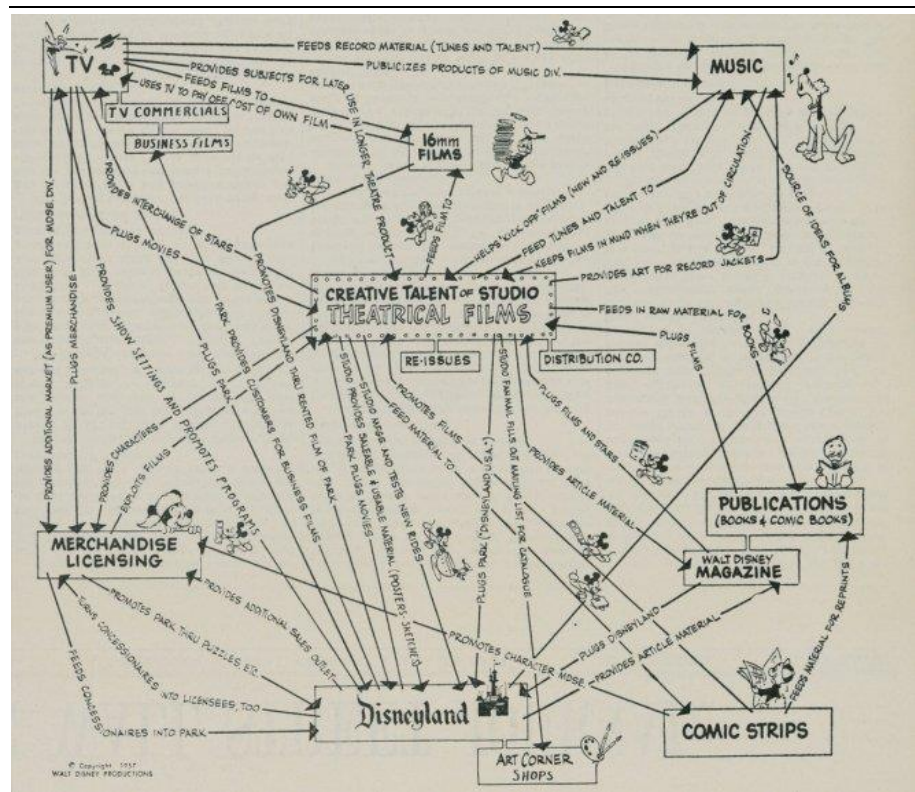 TV
TV COMMERCIALS
BUSINESS FILMS
FEEDS RECORD MATERIAL (TUNES AND TALENT)
PUBLICIZES PRODUCTS OF MUSIC DIV.
PROVIDES SUBJECTS FOR LATER USE IN LONGER THEATRE PRODUCT
FEEDS FILMS TO
USES TV TO PAY OFF COST OF OWN FILM
MUSIC
16mm
FILMS
FEEDS FILM TO
HELPS "KICK OFF" FILMS (NEW AND RE-ISSUES)
FEED TUNES AND TALENT TO
KEEPS FILMS IN MIND WHEN THEY'RE OUT OF CIRCULATION
PROVIDES ART FOR RECORD JACKETS
SOURCE OF IDEAS FOR ALBUMS
PROVIDES INTERCHANGE OF STARS
PLUGS MOVIES
PROMOTES DISNEYLAND THRU RENTED FILM OF PARK
CREATIVE TALENT OF STUDIO
THEATRICAL FILMS
RE-ISSUES
DISTRIBUTION CO.
FEEDS IN RAW MATERIAL FOR BOOKS
PLUGS FILMS
PROVIDES ADDITIONAL MARKET (AS PREMIUM USER) FOR MDSE. DIV.
PLUGS MERCHANDISE
PROVIDES SHOW SETTINGS AND PROMOTES PROGRAMS
PLUGS PARK
PARK PROVIDES CUSTOMERS FOR BUSINESS FILMS
PROVIDES CHARACTERS
EXPLOITS FILMS
PARK PLUGS MOVIES
STUDIO PROVIDES SALEABLE & USABLE MATERIAL (POSTERS-SKETCHES)
STUDIO MFGS. AND TESTS NEW RIDES
PROMOTES FILMS
FEED MATERIAL TO
PLUGS PARK ("DISNEYLAND U.S.A.")
STUDIO FAN MAIL FILLS OUT MAILING LIST FOR CATALOGUE
PLUGS FILMS AND STARS
PROVIDES ARTICLE MATERIAL
PUBLICATIONS
(BOOKS & COMIC BOOKS)
WALT DISNEY
MAGAZINE
MERCHANDISE
LICENSING
PROVIDES ADDITIONAL SALES OUTLET
PROMOTES PARK THRU PUZZLES, ETC.
TURNS CONCESSIONAIRES INTO LICENSEES, TOO
FEEDS CONCESSIONAIRES INTO PARK
PROMOTES CHARACTER MDSE.
PLUGS DISNEYLAND
PROVIDES ARTICLE MATERIAL
FEEDS MATERIAL FOR REPRINTS
Disneyland
ART CORNER
SHOPS
COMIC STRIPS
© Copyright 1957
WALT DISNEY PRODUCTIONS